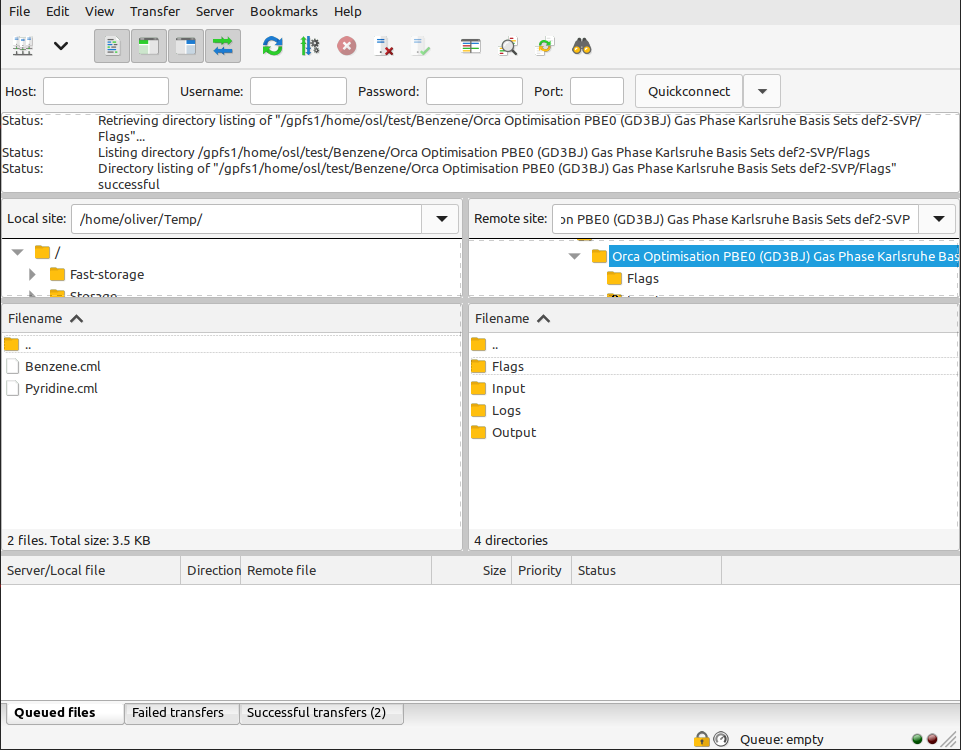 File Edit View Transfer Server Bookmarks Help
Host: Username: Password: Port: Quickconnect
Status: Retrieving directory listing of "/gpfs1/home/osl/test/Benzene/Orca Optimisation PBE0 (GD3BJ) Gas Phase Karlsruhe Basis Sets def2-SVP/
Flags"...
Status: Listing directory /gpfs1/home/osl/test/Benzene/Orca Optimisation PBE0 (GD3BJ) Gas Phase Karlsruhe Basis Sets def2-SVP/Flags
Status: Directory listing of "/gpfs1/home/osl/test/Benzene/Orca Optimisation PBE0 (GD3BJ) Gas Phase Karlsruhe Basis Sets def2-SVP/Flags"
successful
Local site: /home/oliver/Temp/
Remote site: on PBE0 (GD3BJ) Gas Phase Karlsruhe Basis Sets def2-SVP
/
Fast-storage
Storage
Orca Optimisation PBE0 (GD3BJ) Gas Phase Karlsruhe Bas
Flags
Filename
..
Benzene.cml
Pyridine.cml
2 files. Total size: 3.5 KB
Filename
..
Flags
Input
Logs
Output
4 directories
Server/Local file Direction Remote file Size Priority Status
Queued files Failed transfers Successful transfers (2)
Queue: empty